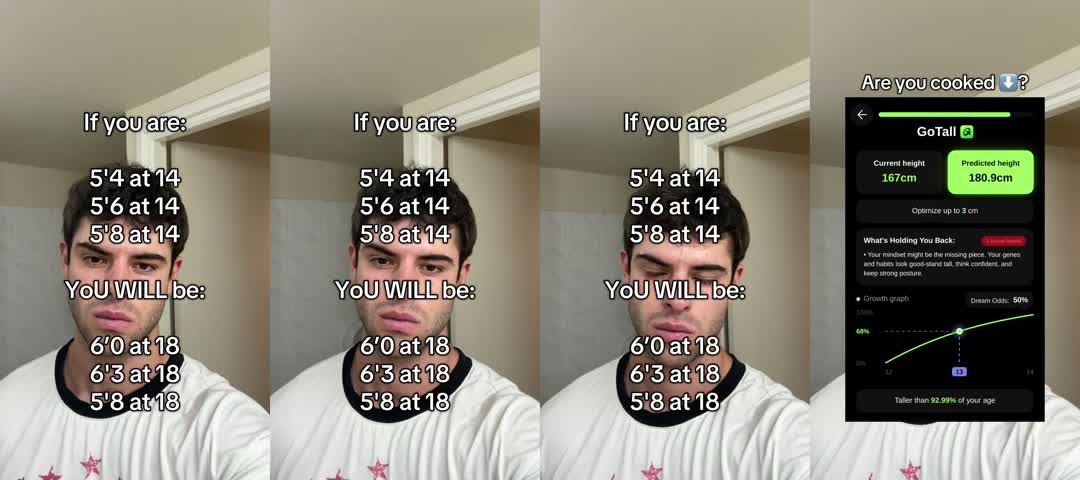 If you are:
5'4 at 14
5'6 at 14
5'8 at 14
YoU WILL be:
6'0 at 18
6'3 at 18
5'8 at 18
If you are:
5'4 at 14
5'6 at 14
5'8 at 14
YoU WILL be:
6'0 at 18
6'3 at 18
5'8 at 18
If you are:
5'4 at 14
5'6 at 14
5'8 at 14
YoU WILL be:
6'0 at 18
6'3 at 18
5'8 at 18
Are you cooked ⬇️?
GoTall
Current height
167cm
Predicted height
180.9cm
Optimize up to 3 cm
What's Holding You Back:
• Your mindset might be the missing piece. Your genes
and habits look good-stand tall, think confident, and
keep strong posture.
Growth graph
Dream Odds: 50%
100%
68%
0%
12
13
14
Taller than 92.99% of your age